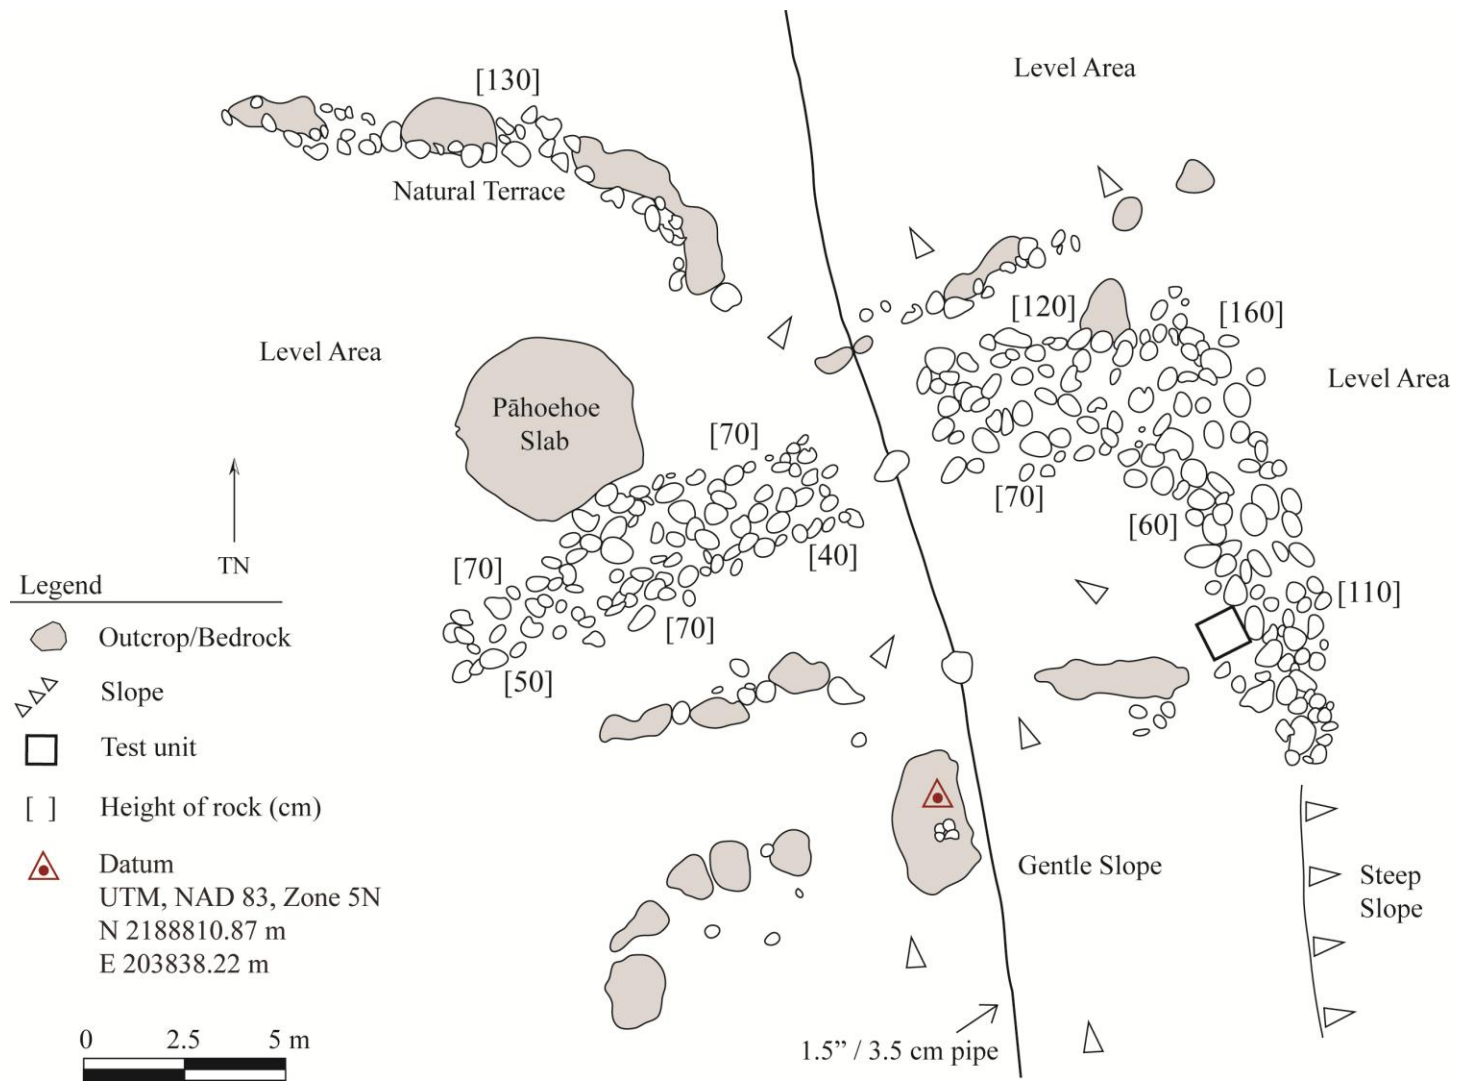 Level Area
[130]
Natural Terrace
[120]
[160]
Level Area
Level Area
Pāhoehoe
Slab
[70]
[70]
[60]
TN
[70]
[40]
[110]
[70]
[50]
Legend
Outcrop/Bedrock
Slope
Test unit
[ ] Height of rock (cm)
Datum
UTM, NAD 83, Zone 5N
N 2188810.87 m
E 203838.22 m
Gentle Slope
Steep
Slope
0 2.5 5 m
1.5” / 3.5 cm pipe